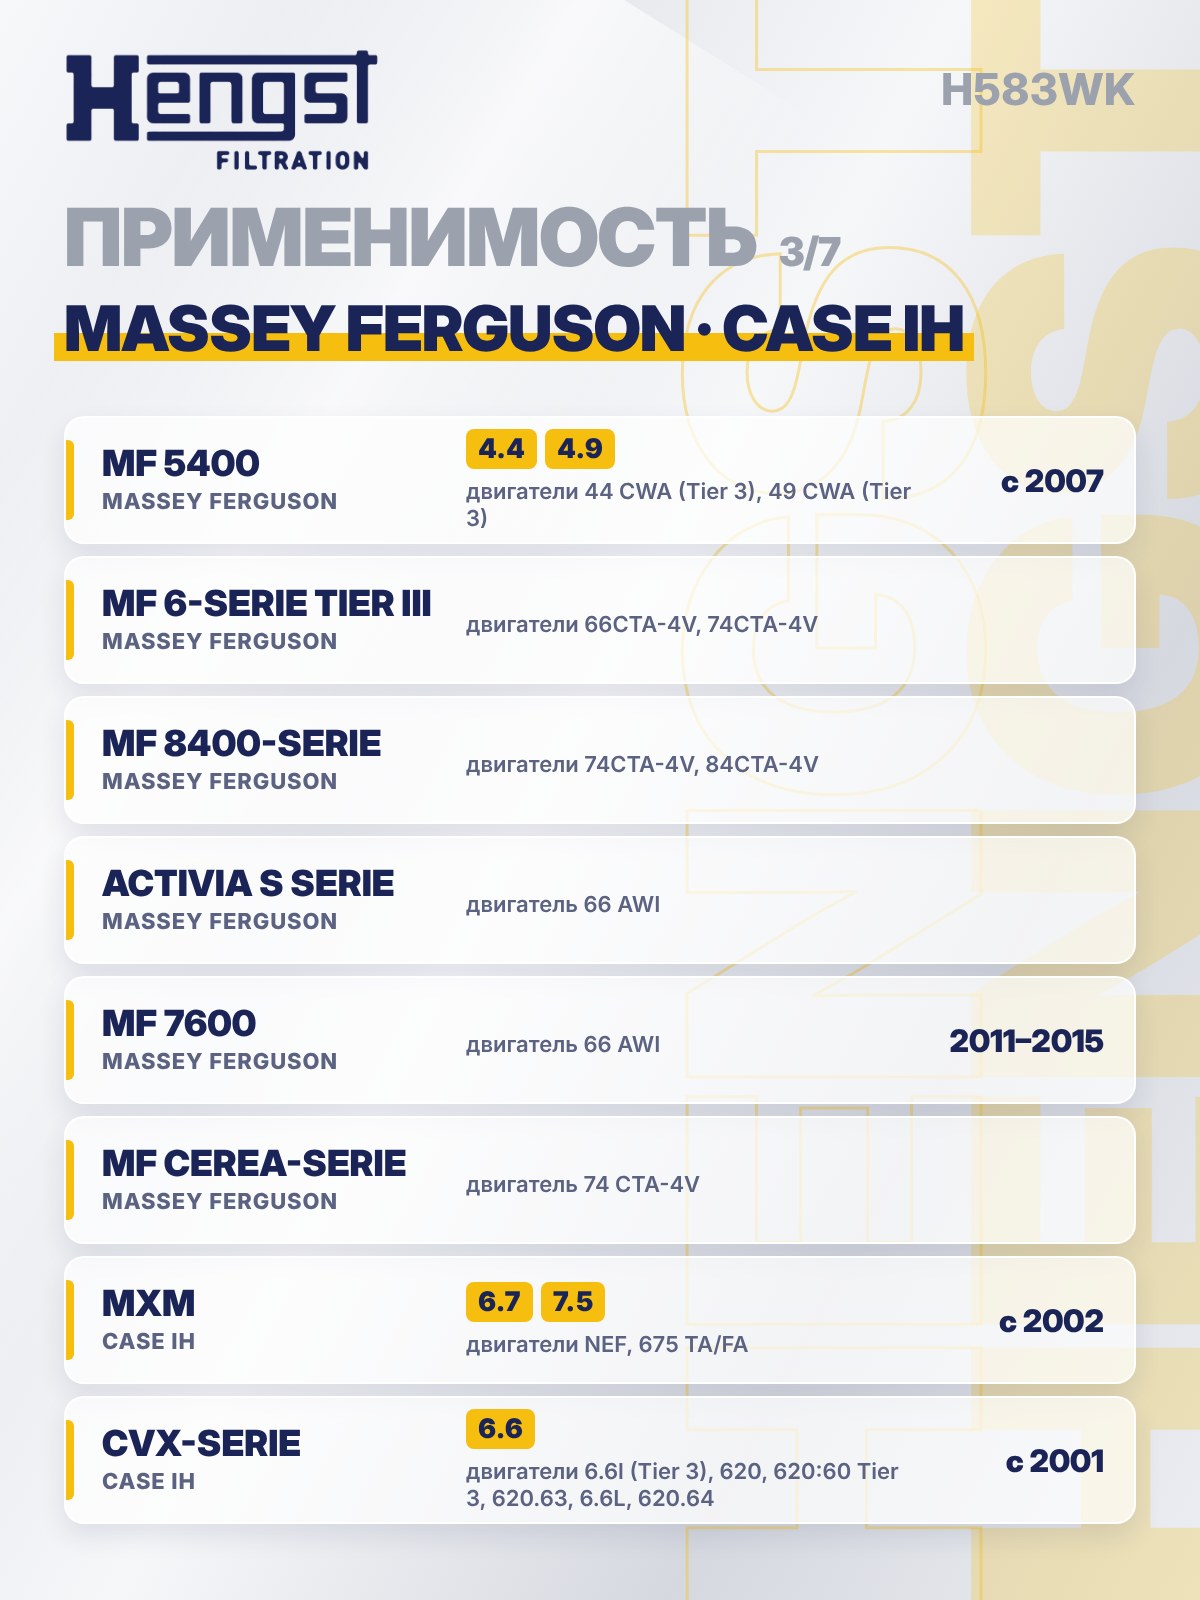 Hengst
FILTRATION
H583WK
ПРИМЕНИМОСТЬ 3/7
MASSEY FERGUSON · CASE IH
MF 5400
MASSEY FERGUSON
4.4 4.9
двигатели 44 CWA (Tier 3), 49 CWA (Tier
3)
с 2007
MF 6-SERIE TIER III
MASSEY FERGUSON
двигатели 66CTA-4V, 74CTA-4V
MF 8400-SERIE
MASSEY FERGUSON
двигатели 74CTA-4V, 84CTA-4V
ACTIVIA S SERIE
MASSEY FERGUSON
двигатель 66 AWI
MF 7600
MASSEY FERGUSON
двигатель 66 AWI
2011–2015
MF CEREA-SERIE
MASSEY FERGUSON
двигатель 74 CTA-4V
MXM
CASE IH
6.7 7.5
двигатели NEF, 675 TA/FA
с 2002
CVX-SERIE
CASE IH
6.6
двигатели 6.6l (Tier 3), 620, 620:60 Tier
3, 620.63, 6.6L, 620.64
с 2001
HENGST
HENGST